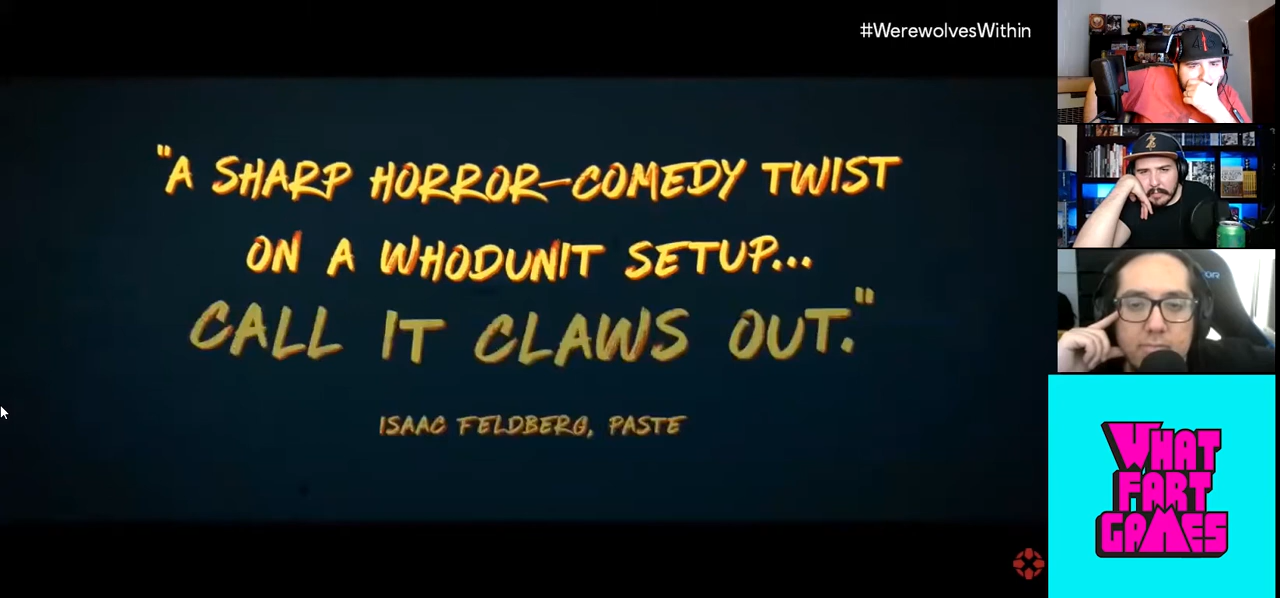 #WerewolvesWithin
"A SHARP HORROR–COMEDY TWIST
ON A WHODUNIT SETUP...
CALL IT CLAWS OUT."
ISAAC FELDBERG, PASTE
WHAT
FART
GAMES